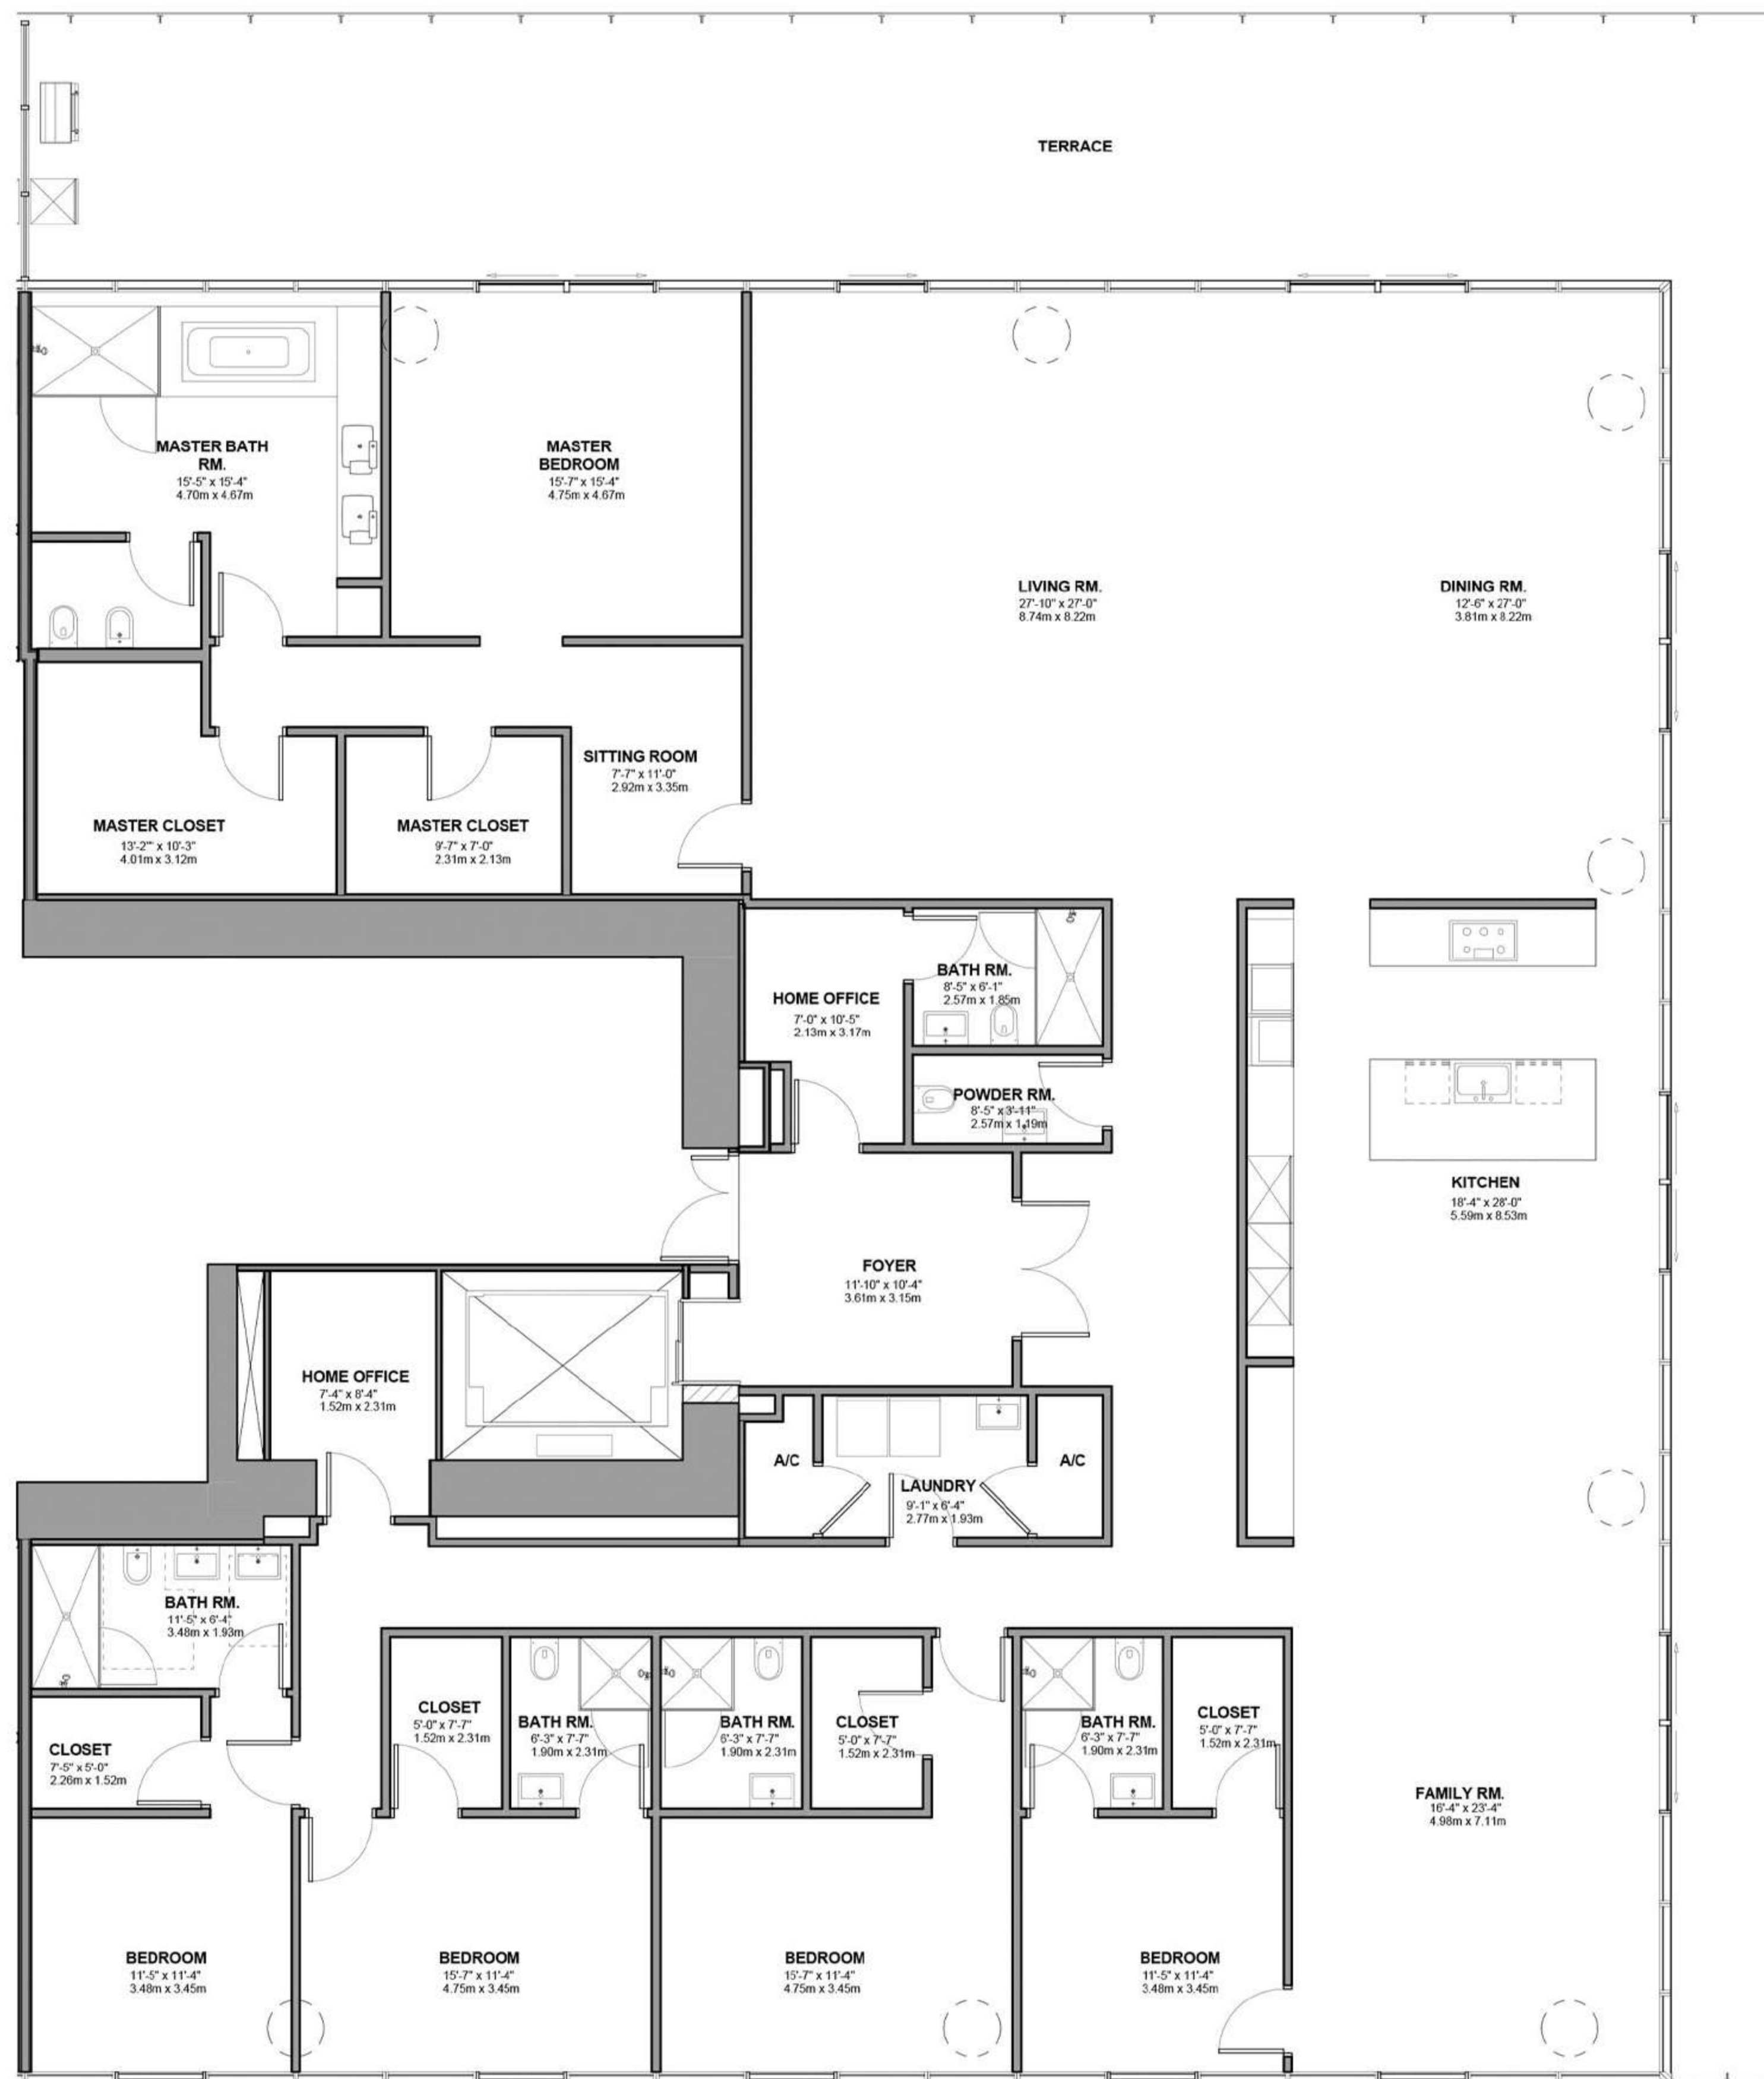 TERRACE
MASTER BATH
RM.
15'-5" x 15'-4"
4.70m x 4.67m
MASTER
BEDROOM
15'-7" x 15'-4"
4.75m x 4.67m
LIVING RM.
27'-10" x 27'-0"
8.74m x 8.22m
DINING RM.
12'-6" x 27'-0"
3.81m x 8.22m
SITTING ROOM
7'-7" x 11'-0"
2.92m x 3.35m
MASTER CLOSET
13'-2'" x 10'-3"
4.01m x 3.12m
MASTER CLOSET
9'-7" x 7'-0"
2.31m x 2.13m
HOME OFFICE
7'-0" x 10'-5"
2.13m x 3.17m
BATH RM.
8'-5" x 6'-1"
2.57m x 1.85m
POWDER RM.
8'-5" x 3'-11"
2.57m x 1.19m
KITCHEN
18'-4" x 28'-0"
5.59m x 8.53m
FOYER
11'-10" x 10'-4"
3.61m x 3.15m
HOME OFFICE
7'-4" x 8'-4"
1.52m x 2.31m
A/C
LAUNDRY
9'-1" x 6'-4"
2.77m x 1.93m
A/C
BATH RM.
11'-5" x 6'-4"
3.48m x 1.93m
CLOSET
7'-5" x 5'-0"
2.26m x 1.52m
CLOSET
5'-0" x 7'-7"
1.52m x 2.31m
BATH RM.
6'-3" x 7'-7"
1.90m x 2.31m
BATH RM.
6'-3" x 7'-7"
1.90m x 2.31m
CLOSET
5'-0" x 7'-7"
1.52m x 2.31m
BATH RM.
6'-3" x 7'-7"
1.90m x 2.31m
CLOSET
5'-0" x 7'-7"
1.52m x 2.31m
FAMILY RM.
16'-4" x 23'-4"
4.98m x 7.11m
BEDROOM
11'-5" x 11'-4"
3.48m x 3.45m
BEDROOM
15'-7" x 11'-4"
4.75m x 3.45m
BEDROOM
15'-7" x 11'-4"
4.75m x 3.45m
BEDROOM
11'-5" x 11'-4"
3.48m x 3.45m